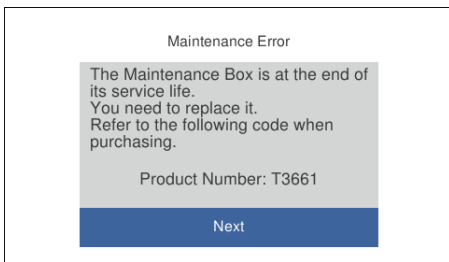 Maintenance Error
The Maintenance Box is at the end of
its service life.
You need to replace it.
Refer to the following code when
purchasing.
Product Number: T3661
Next